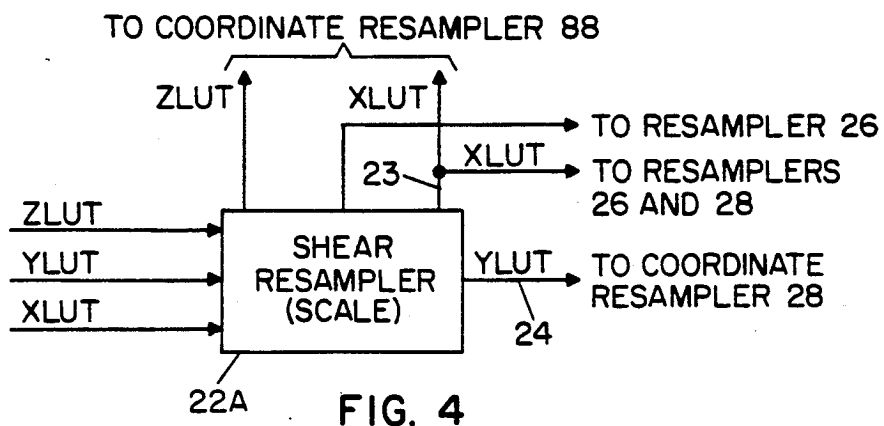 TO COORDINATE RESAMPLER 88
ZLUT
XLUT
TO RESAMPLER 26
XLUT
TO RESAMPLERS
26 AND 28
23
ZLUT
YLUT
XLUT
SHEAR
RESAMPLER
(SCALE)
YLUT
TO COORDINATE
RESAMPLER 28
24
22A
FIG. 4